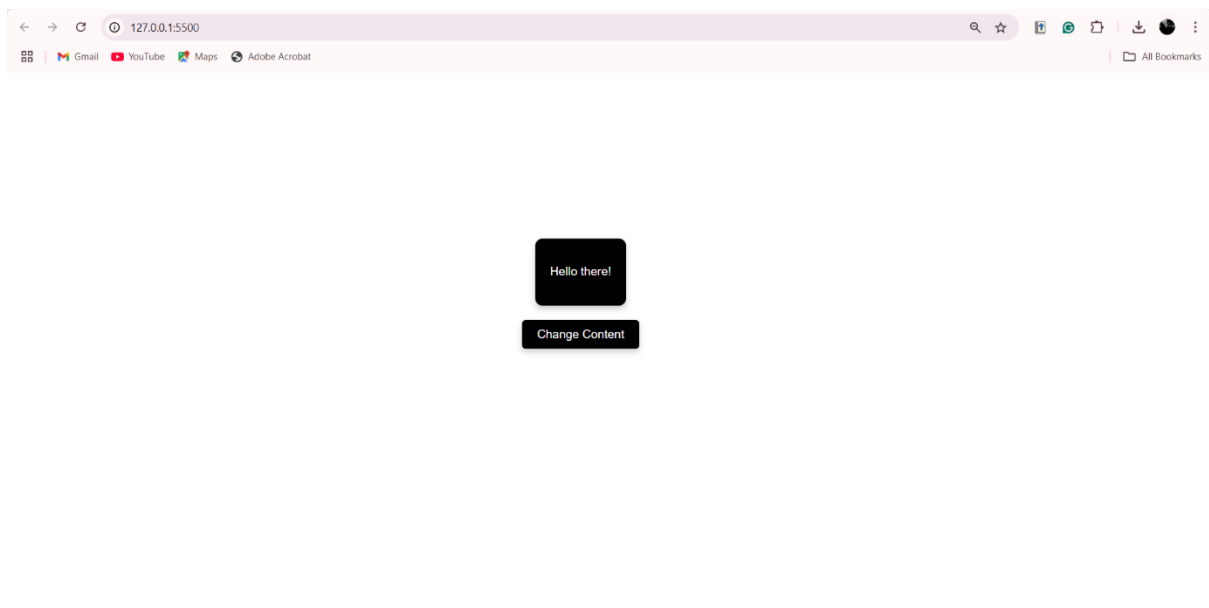 127.0.0.1:5500
Gmail YouTube Maps Adobe Acrobat All Bookmarks
Hello there!
Change Content